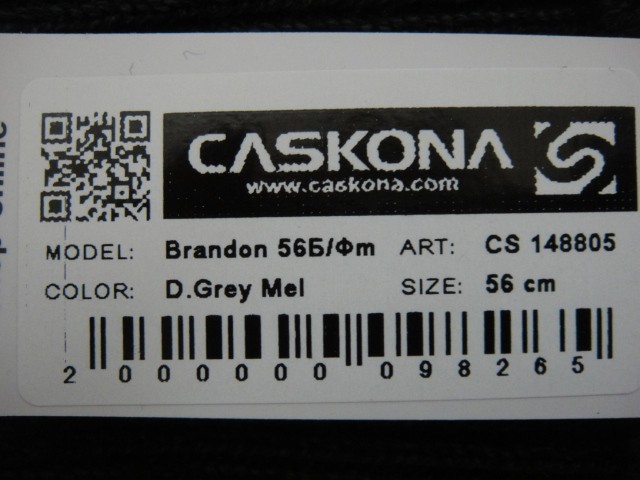 CASKONA
www.caskona.com
MODEL: Brandon 56Б/Фm ART: CS 148805
COLOR: D.Grey Mel SIZE: 56 cm
2 000000 098265